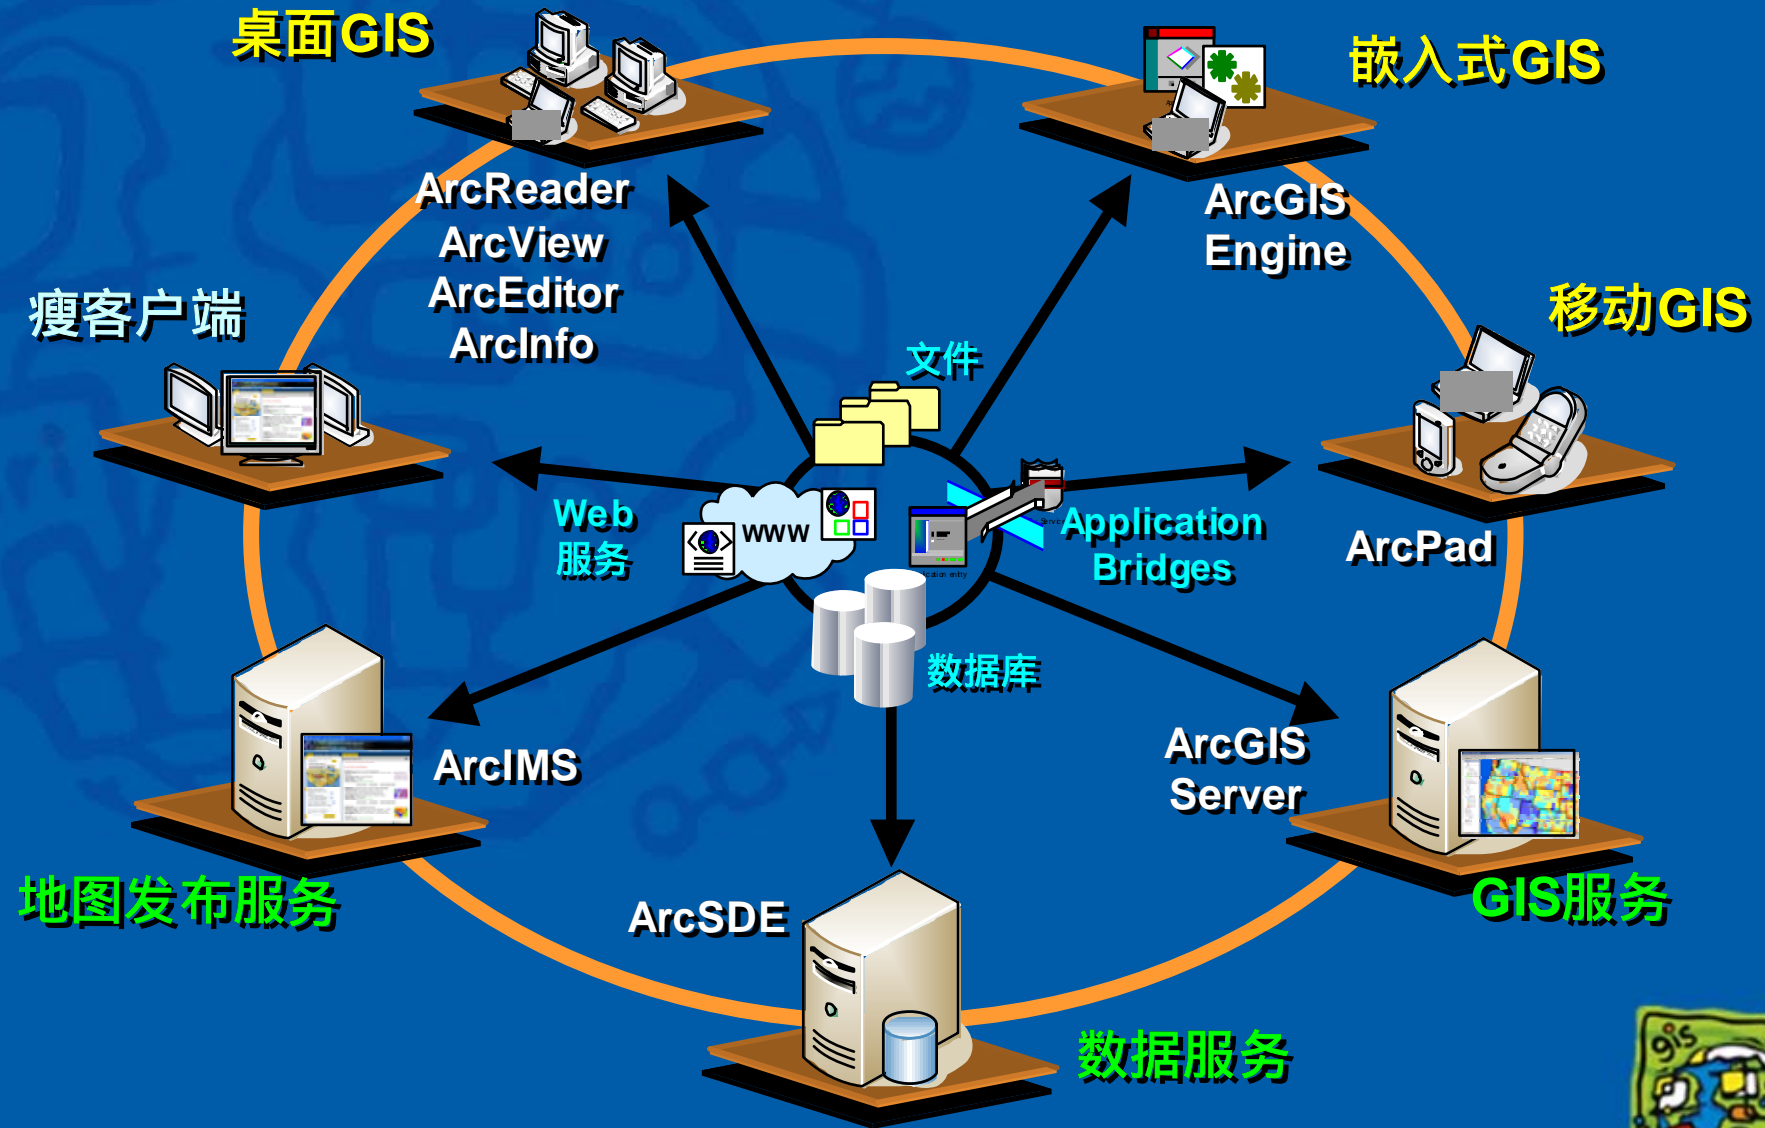 桌面GIS
嵌入式GIS
ArcReader
ArcView
ArcEditor
ArcInfo
ArcGIS
Engine
瘦客户端
移动GIS
文件
Web
服务
WWW
Application
Bridges
Server
ArcPad
数据库
ArcIMS
ArcGIS
Server
地图发布服务
GIS服务
ArcSDE
数据服务
gis